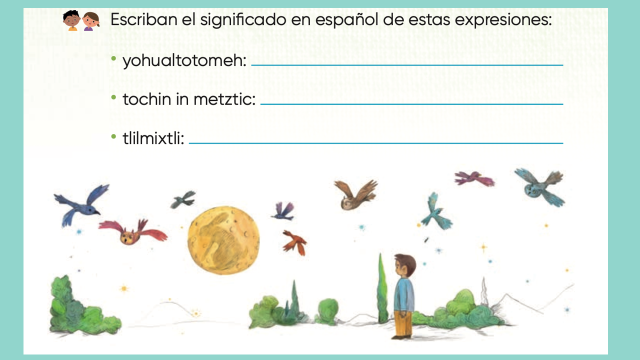 Escriban el significado en español de estas expresiones:
• yohualtotomeh:
• tochin in metztic:
• tlilmixtli: